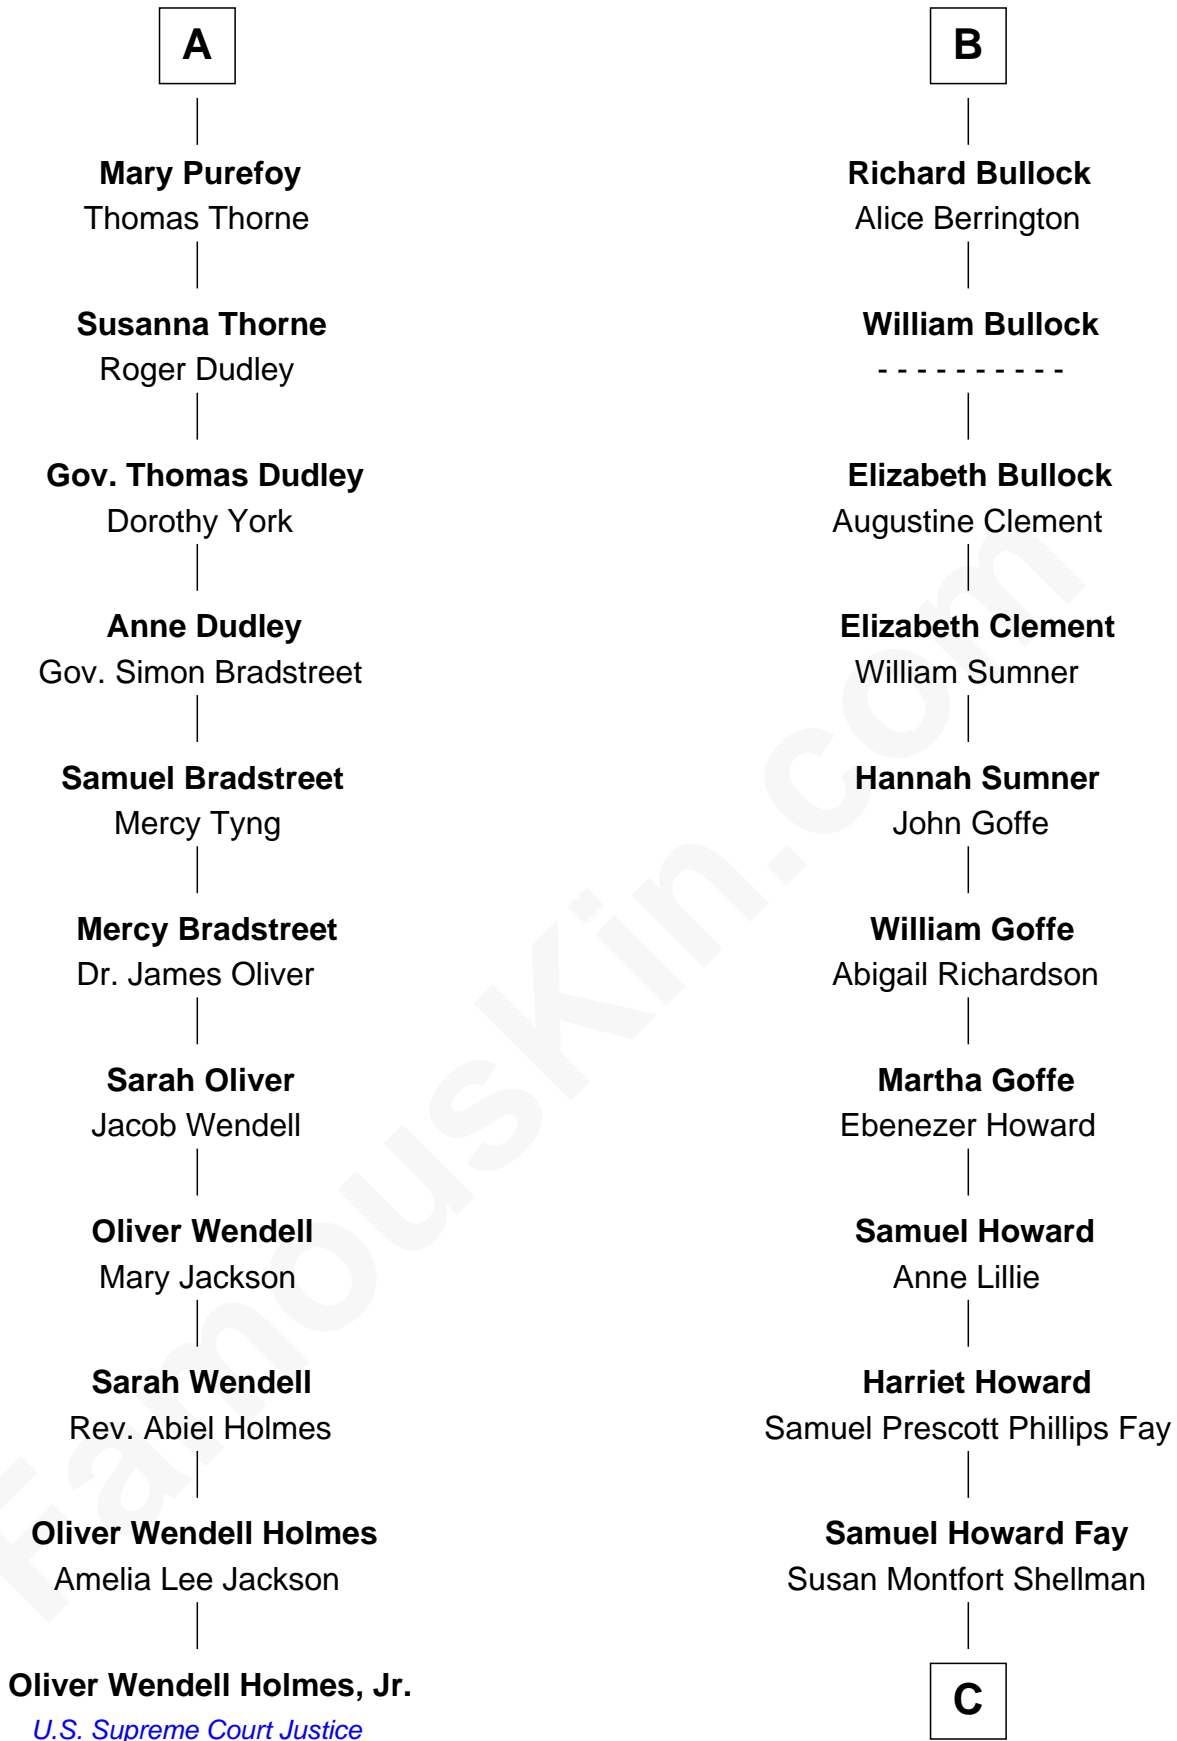 A
Mary Purefoy
Thomas Thorne
Susanna Thorne
Roger Dudley
Gov. Thomas Dudley
Dorothy York
Anne Dudley
Gov. Simon Bradstreet
Samuel Bradstreet
Mercy Tyng
Mercy Bradstreet
Dr. James Oliver
Sarah Oliver
Jacob Wendell
Oliver Wendell
Mary Jackson
Sarah Wendell
Rev. Abiel Holmes
Oliver Wendell Holmes
Amelia Lee Jackson
Oliver Wendell Holmes, Jr.
U.S. Supreme Court Justice
B
Richard Bullock
Alice Berrington
William Bullock
- - - - - - - - - -
Elizabeth Bullock
Augustine Clement
Elizabeth Clement
William Sumner
Hannah Sumner
John Goffe
William Goffe
Abigail Richardson
Martha Goffe
Ebenezer Howard
Samuel Howard
Anne Lillie
Harriet Howard
Samuel Prescott Phillips Fay
Samuel Howard Fay
Susan Montfort Shellman
C
FamousKin.com